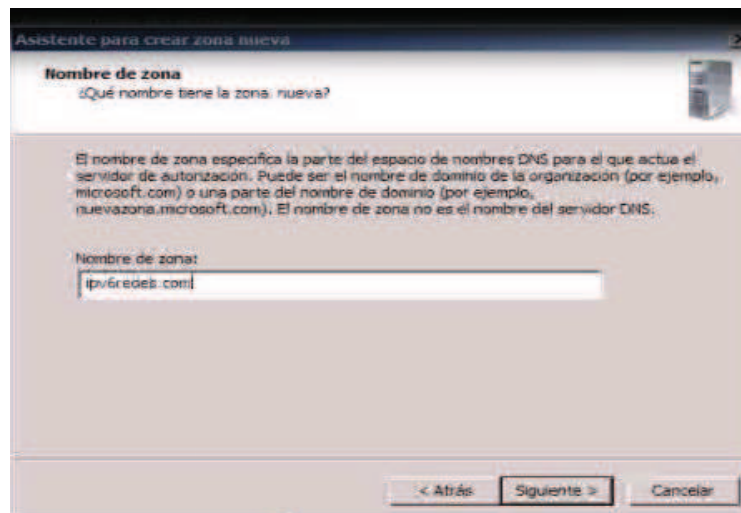 Asistente para crear zona nueva
Nombre de zona
¿Qué nombre tiene la zona nueva?
El nombre de zona especifica la parte del espacio de nombres DNS para el que actua el
servidor de autorización. Puede ser el nombre de dominio de la organización (por ejemplo,
microsoft.com) o una parte del nombre de dominio (por ejemplo,
nuevazona.microsoft.com). El nombre de zona no es el nombre del servidor DNS.
Nombre de zona:
ipv6redes.com
< Atrás Siguiente > Cancelar